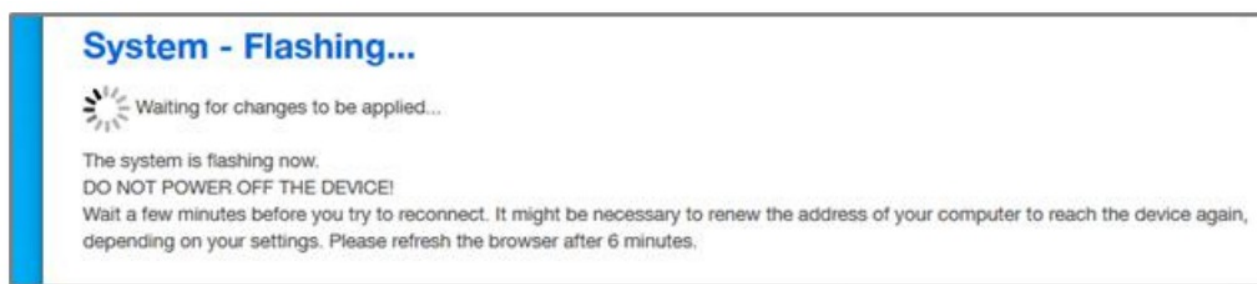 System - Flashing...
Waiting for changes to be applied...
The system is flashing now.
DO NOT POWER OFF THE DEVICE!
Wait a few minutes before you try to reconnect. It might be necessary to renew the address of your computer to reach the device again,
depending on your settings. Please refresh the browser after 6 minutes.